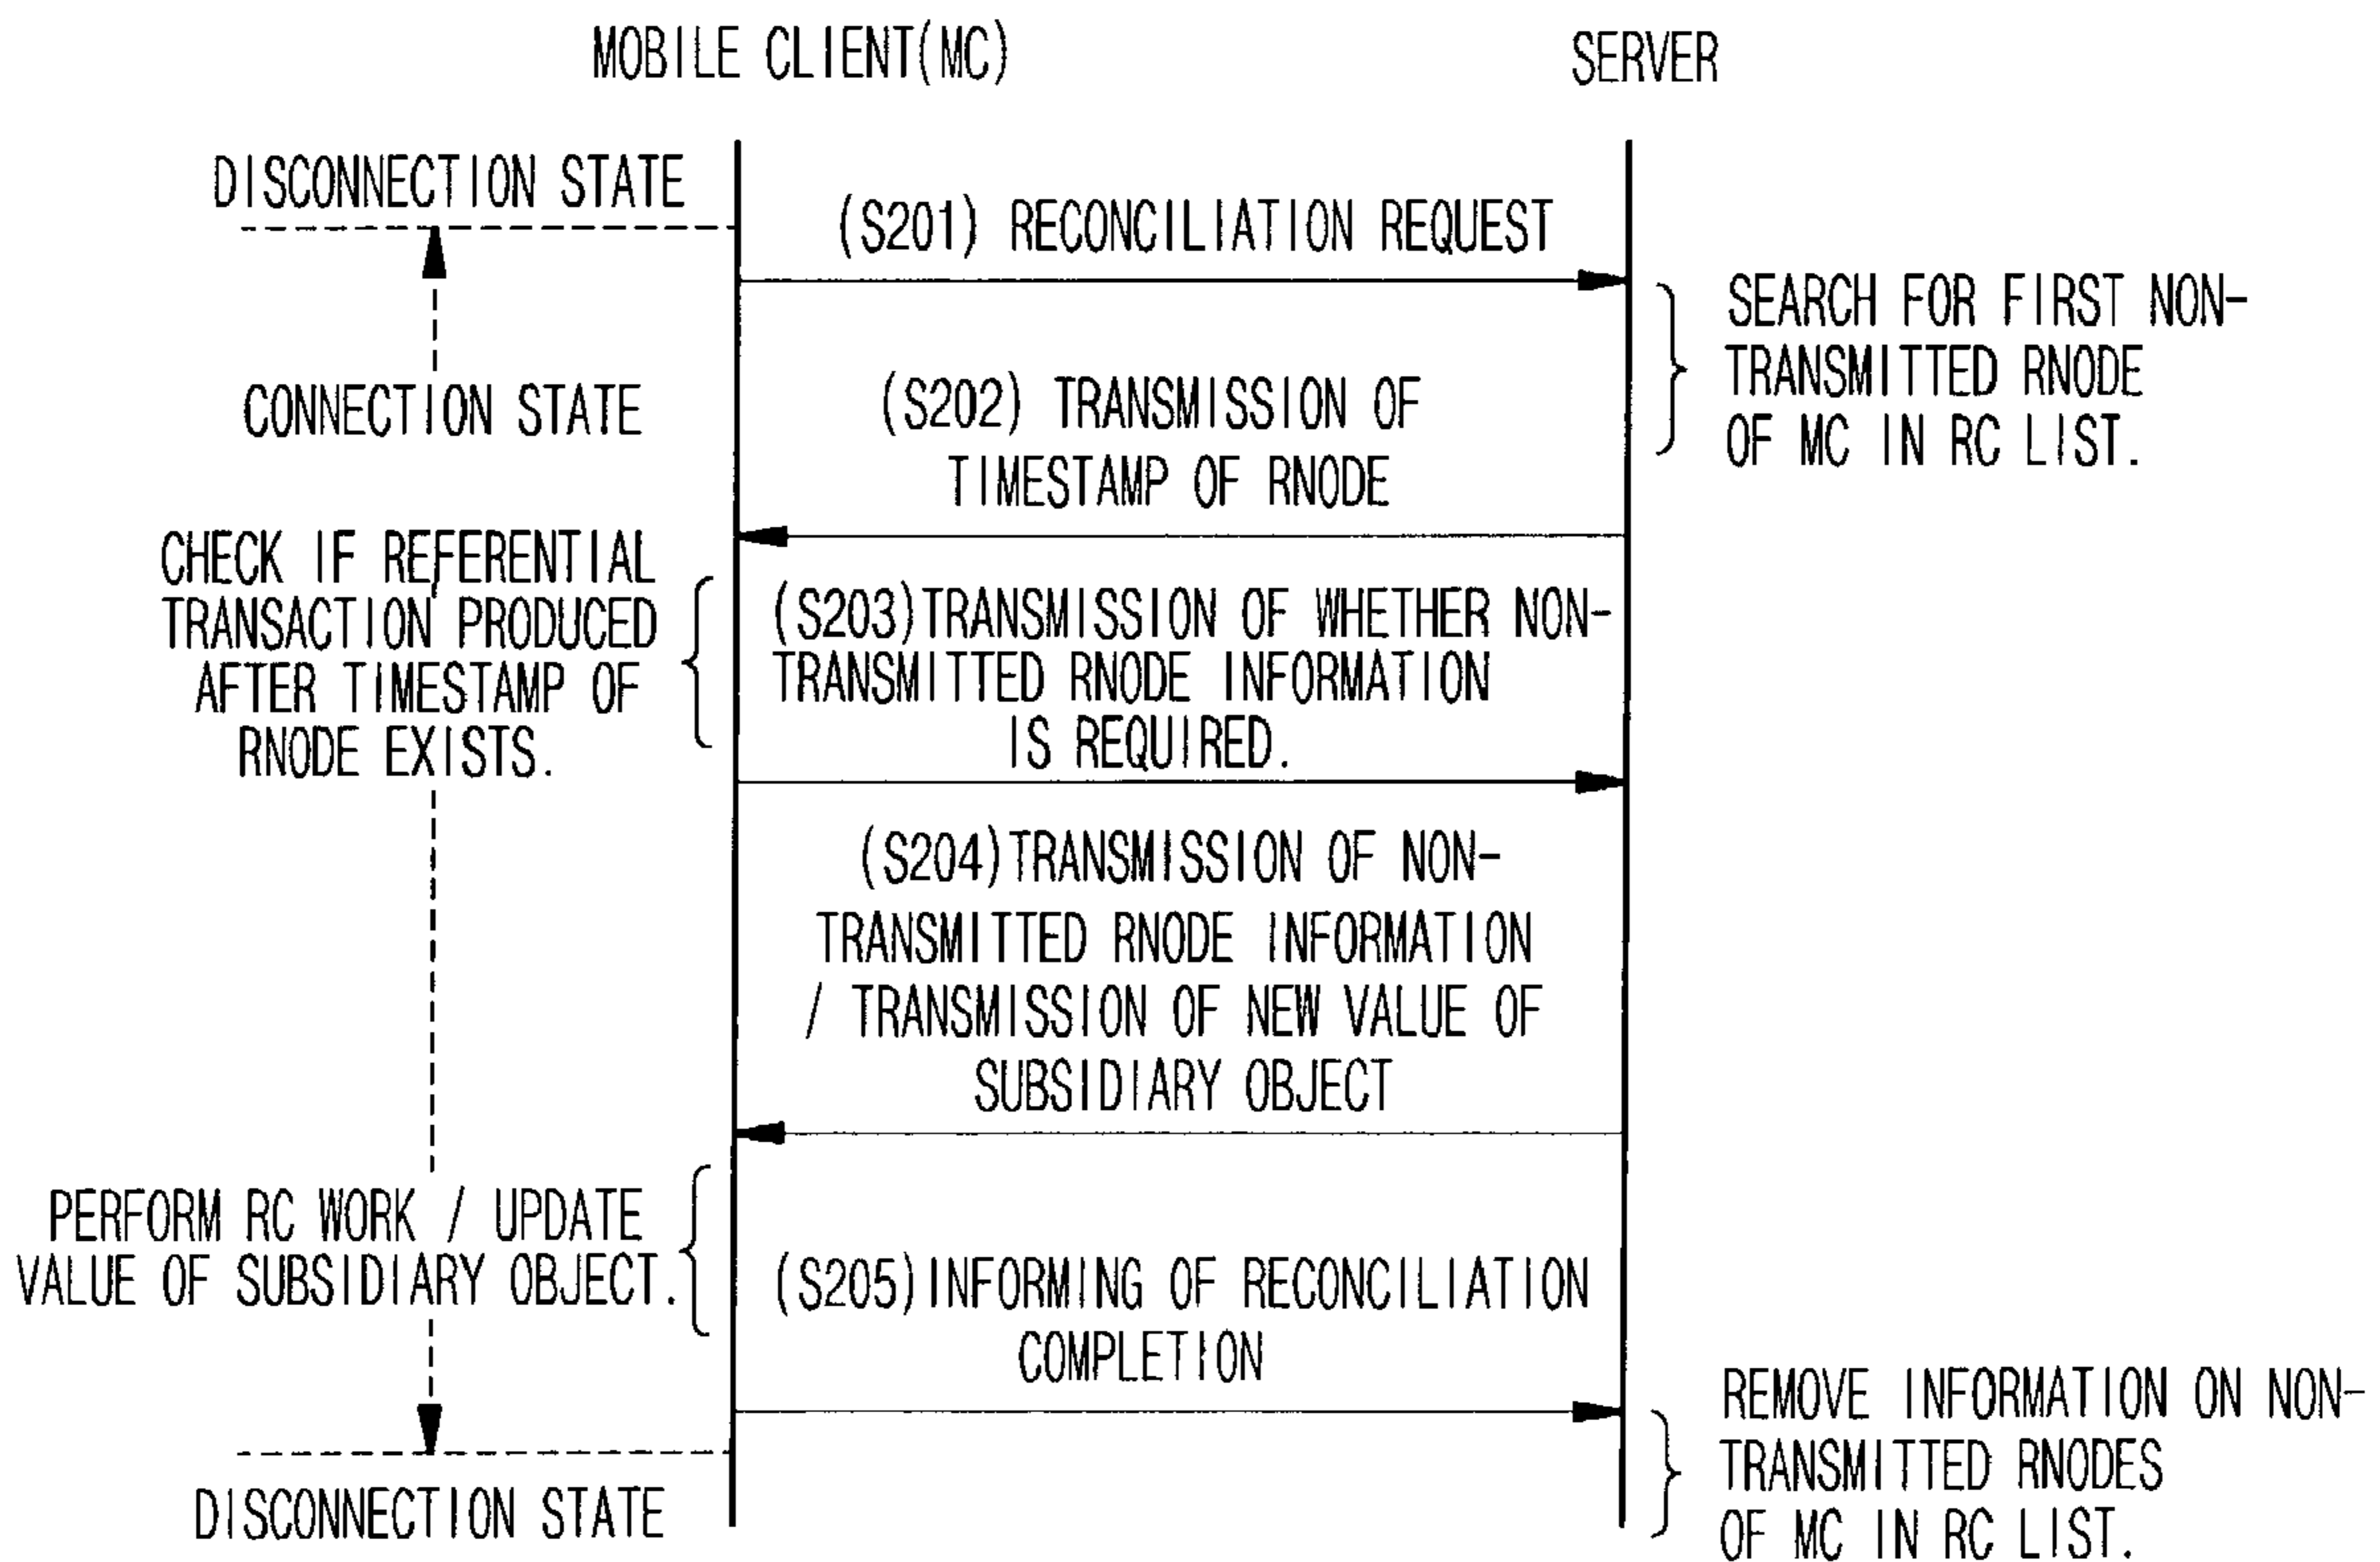 MOBILE CLIENT(MC)
SERVER
DISCONNECTION STATE
(S201) RECONCILIATION REQUEST
SEARCH FOR FIRST NON-
TRANSMITTED RNODE
OF MC IN RC LIST.
CONNECTION STATE
(S202) TRANSMISSION OF
TIMESTAMP OF RNODE
CHECK IF REFERENTIAL
TRANSACTION PRODUCED
AFTER TIMESTAMP OF
RNODE EXISTS.
(S203)TRANSMISSION OF WHETHER NON-
TRANSMITTED RNODE INFORMATION
IS REQUIRED.
(S204)TRANSMISSION OF NON-
TRANSMITTED RNODE INFORMATION
/ TRANSMISSION OF NEW VALUE OF
SUBSIDIARY OBJECT
PERFORM RC WORK / UPDATE
VALUE OF SUBSIDIARY OBJECT.
(S205)INFORMING OF RECONCILIATION
COMPLETION
REMOVE INFORMATION ON NON-
TRANSMITTED RNODES
OF MC IN RC LIST.
DISCONNECTION STATE